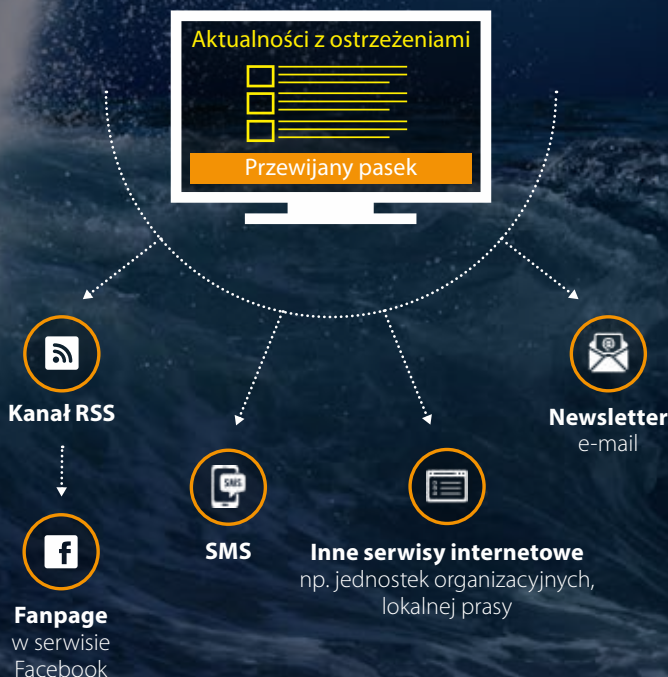 Aktualności z ostrzeżeniami
Przewijany pasek
Kanał RSS
Newsletter
e-mail
SMS
SMS
Inne serwisy internetowe
np. jednostek organizacyjnych,
lokalnej prasy
Fanpage
w serwisie
Facebook